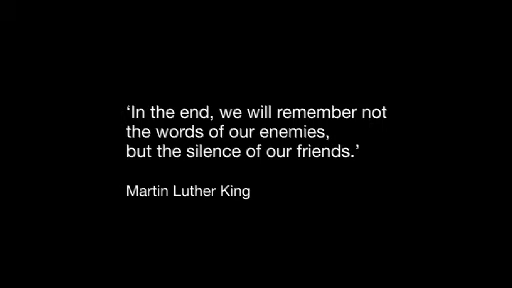 ‘In the end, we will remember not
the words of our enemies,
but the silence of our friends.’
Martin Luther King